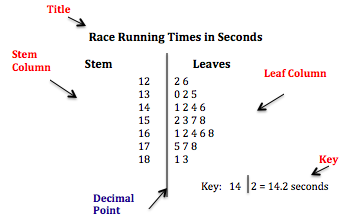 Title
Race Running Times in Seconds
Stem
Column
Stem Leaves
Leaf Column
12 2 6
13 0 2 5
14 1 2 4 6
15 2 3 7 8
16 1 2 4 6 8
17 5 7 8
18 1 3
Key
Key: 14 | 2 = 14.2 seconds
Decimal
Point